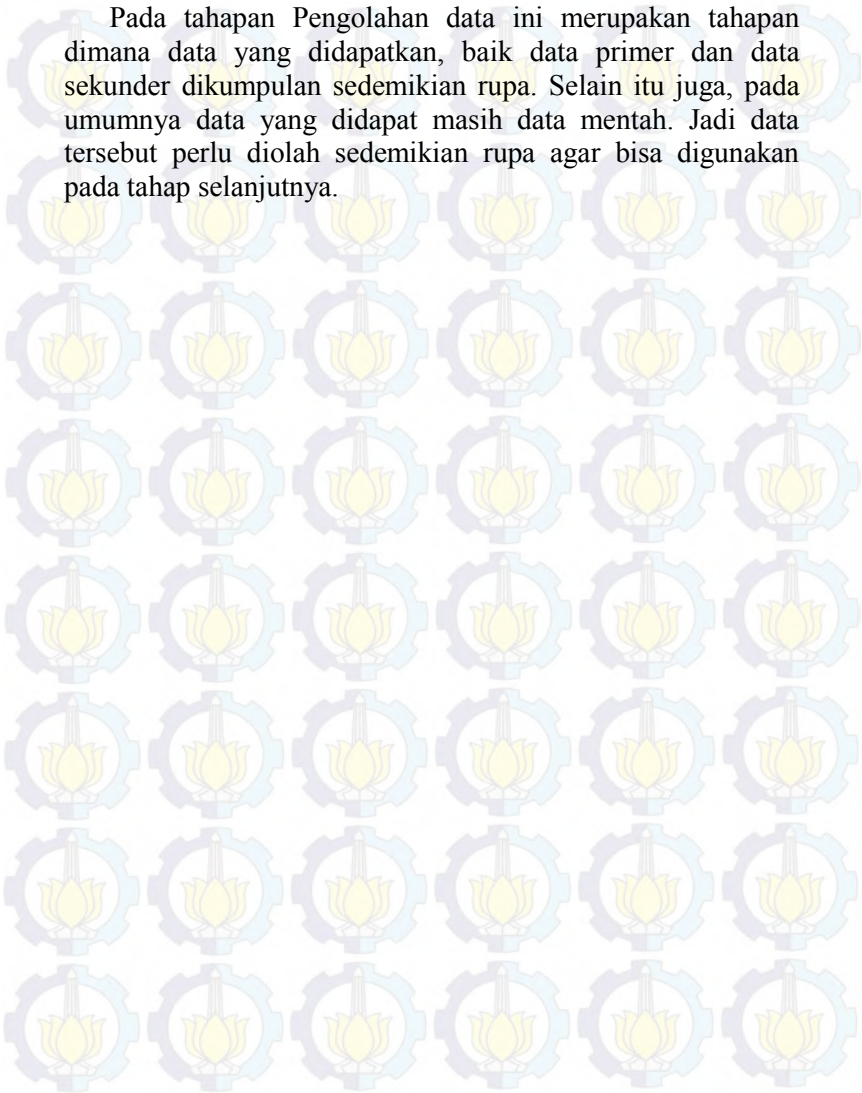 Pada tahapan Pengolahan data ini merupakan tahapan
dimana data yang didapatkan, baik data primer dan data
sekunder dikumpulan sedemikian rupa. Selain itu juga, pada
umumnya data yang didapat masih data mentah. Jadi data
tersebut perlu diolah sedemikian rupa agar bisa digunakan
pada tahap selanjutnya.